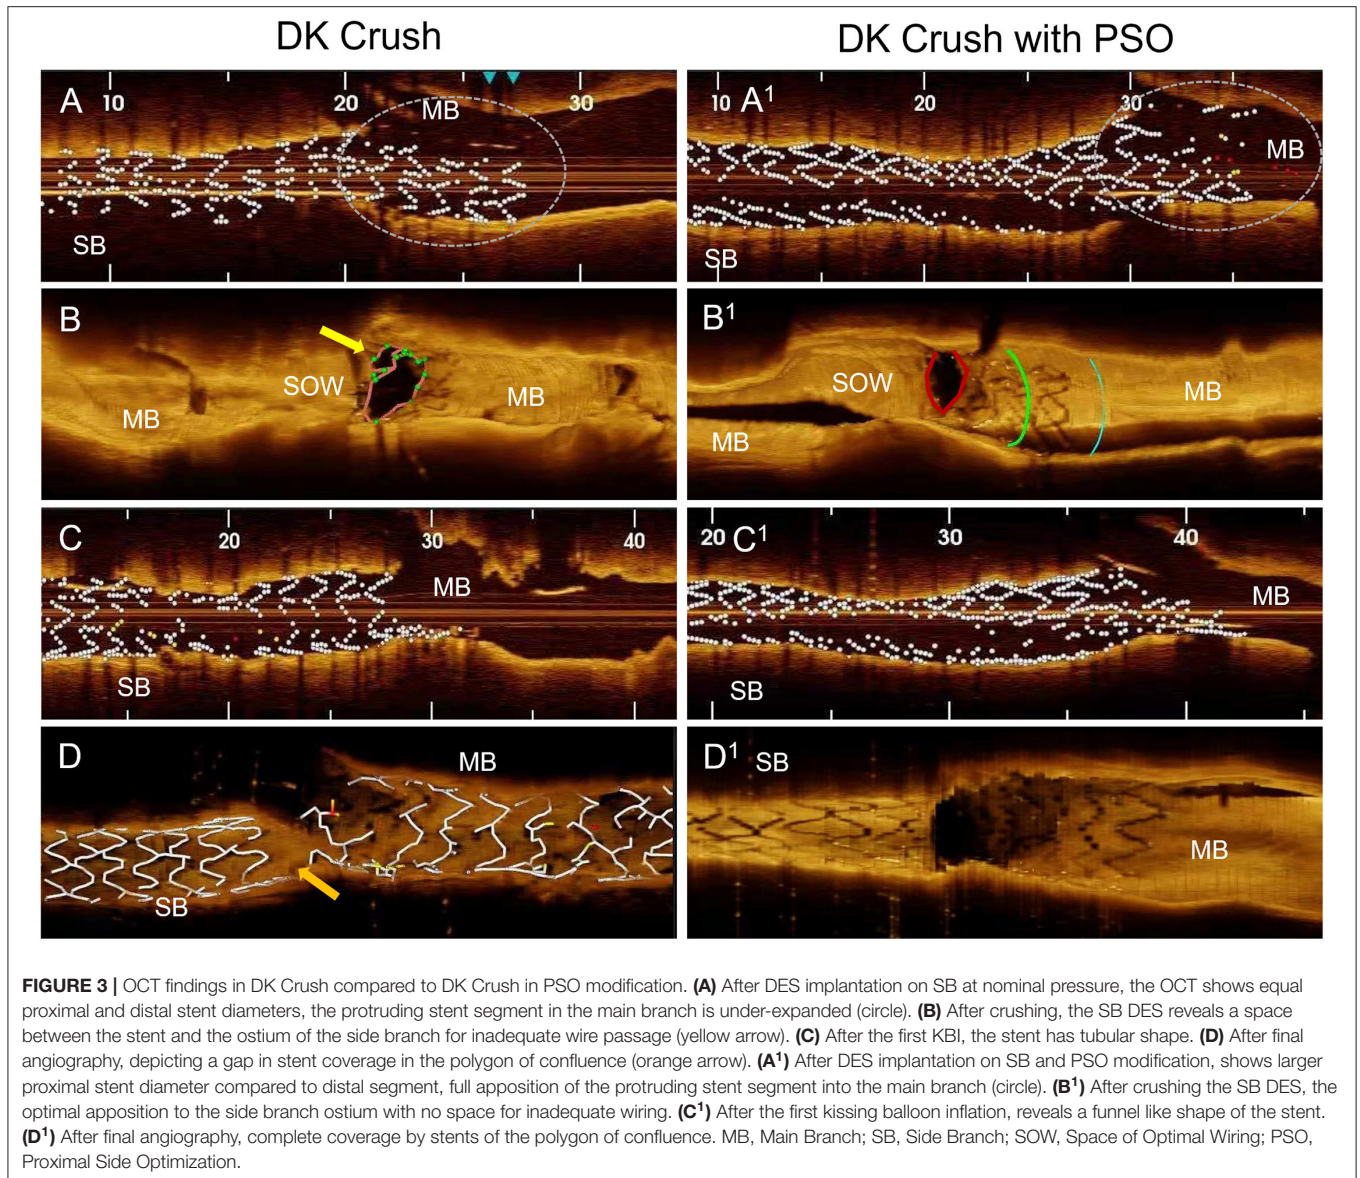 DK Crush
DK Crush with PSO
A
10
20
30
MB
SB
A¹
10
20
30
MB
SB
B
SOW
MB
MB
B¹
SOW
MB
MB
C
20
30
40
MB
SB
20
C¹
30
40
MB
SB
D
MB
SB
D¹
SB
MB
FIGURE 3 | OCT findings in DK Crush compared to DK Crush in PSO modification. (A) After DES implantation on SB at nominal pressure, the OCT shows equal
proximal and distal stent diameters, the protruding stent segment in the main branch is under-expanded (circle). (B) After crushing, the SB DES reveals a space
between the stent and the ostium of the side branch for inadequate wire passage (yellow arrow). (C) After the first KBI, the stent has tubular shape. (D) After final
angiography, depicting a gap in stent coverage in the polygon of confluence (orange arrow). (A¹) After DES implantation on SB and PSO modification, shows larger
proximal stent diameter compared to distal segment, full apposition of the protruding stent segment into the main branch (circle). (B¹) After crushing the SB DES, the
optimal apposition to the side branch ostium with no space for inadequate wiring. (C¹) After the first kissing balloon inflation, reveals a funnel like shape of the stent.
(D¹) After final angiography, complete coverage by stents of the polygon of confluence. MB, Main Branch; SB, Side Branch; SOW, Space of Optimal Wiring; PSO,
Proximal Side Optimization.